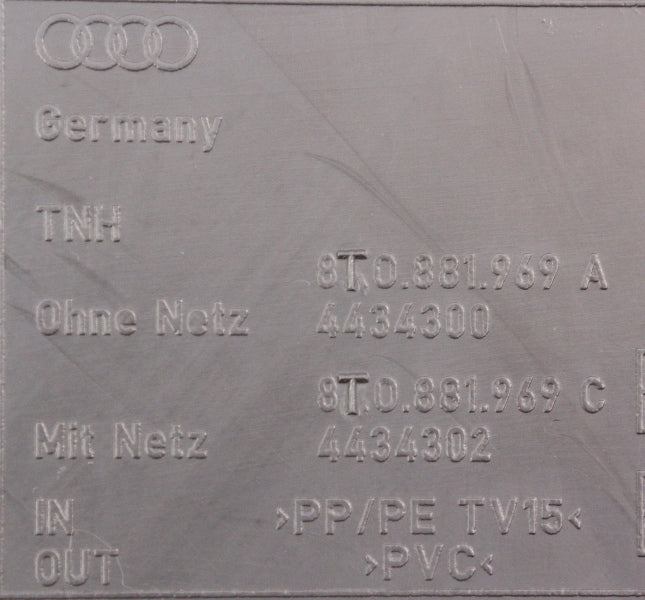 Germany
TNH
8T0.881.969 A
Ohne Netz 4434300
8T0.881.969 C
Mit Netz 4434302
IN >PP/PE TV15<
OUT >PVC<